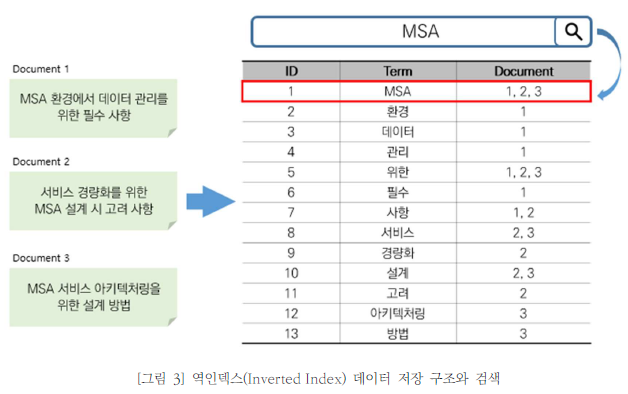 MSA
Document 1
MSA 환경에서 데이터 관리를
위한 필수 사항
Document 2
서비스 경량화를 위한
MSA 설계 시 고려 사항
Document 3
MSA 서비스 아키텍처링을
위한 설계 방법
ID Term Document
1 MSA 1, 2, 3
2 환경 1
3 데이터 1
4 관리 1
5 위한 1, 2, 3
6 필수 1
7 사항 1, 2
8 서비스 2, 3
9 경량화 2
10 설계 2, 3
11 고려 2
12 아키텍처링 3
13 방법 3
[그림 3] 역인덱스(Inverted Index) 데이터 저장 구조와 검색